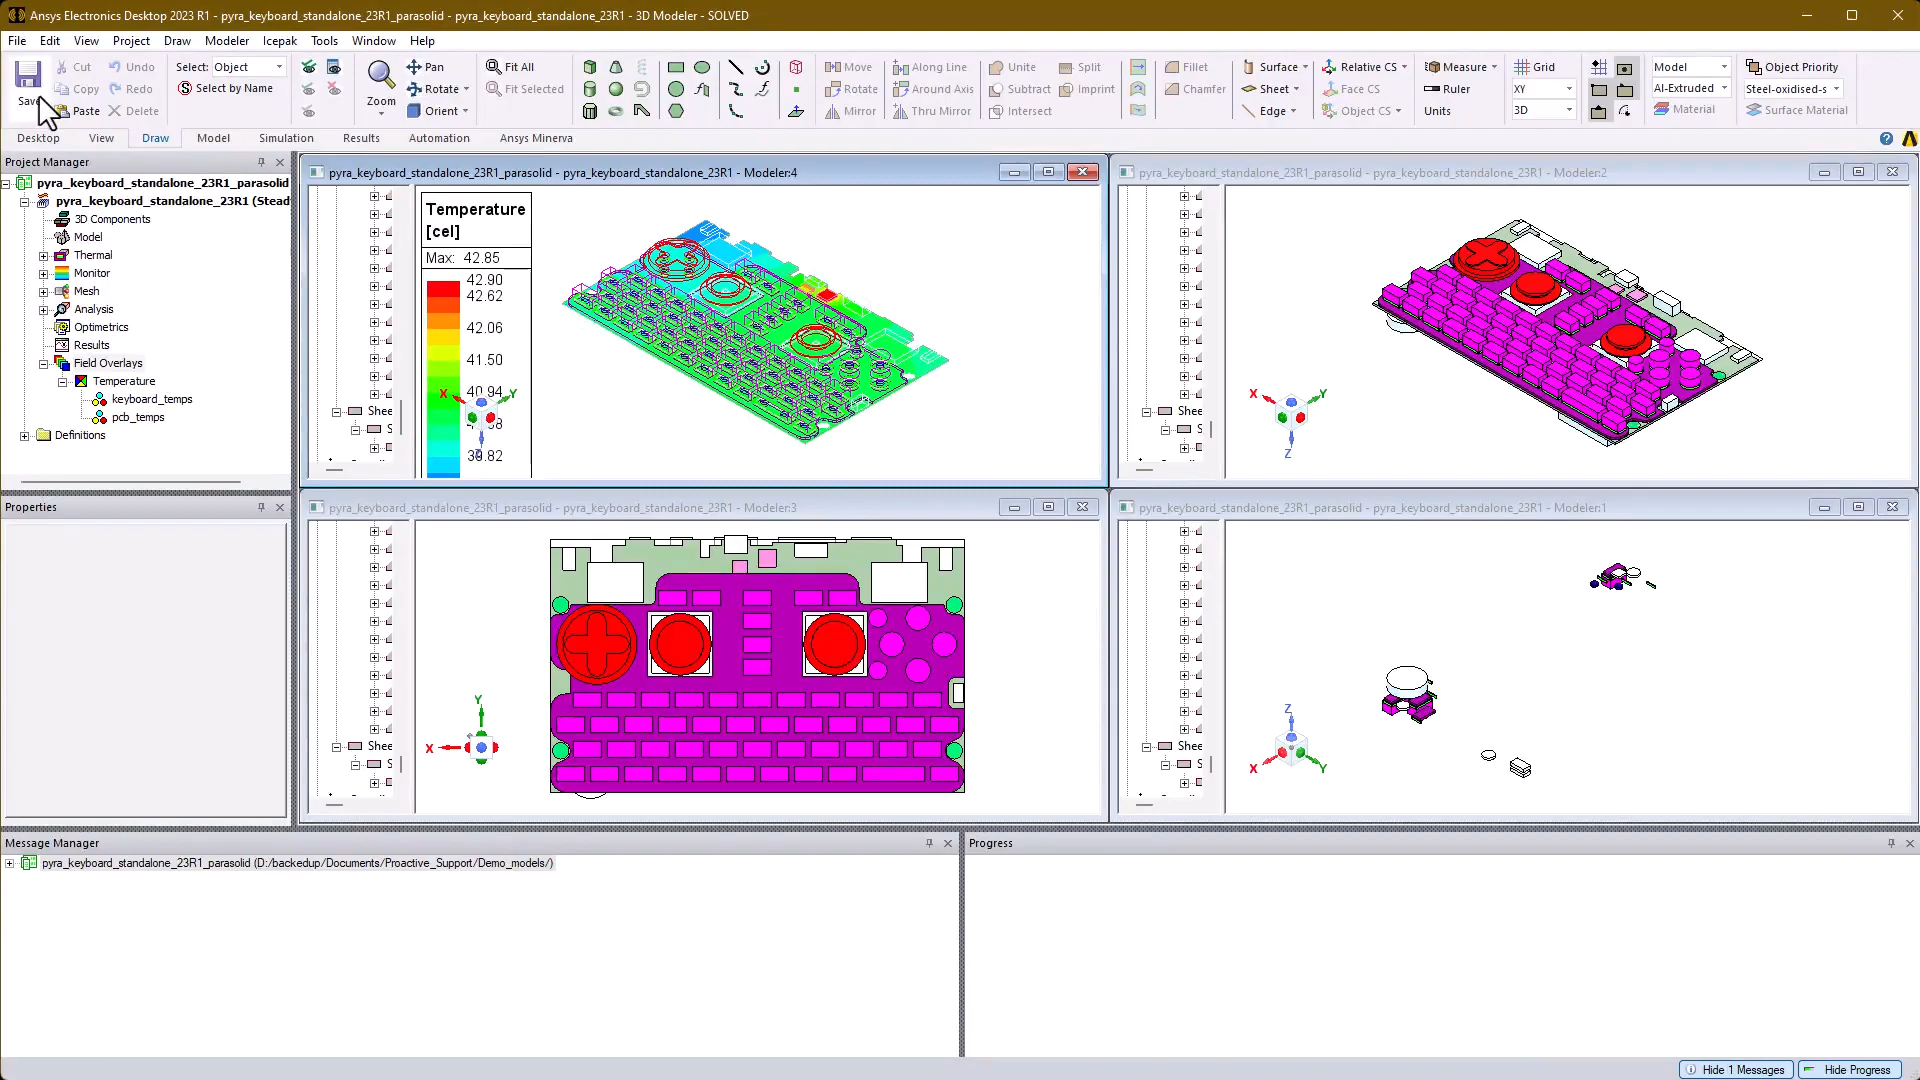 Ansys Electronics Desktop 2023 R1 - pyra_keyboard_standalone_23R1_parasolid - pyra_keyboard_standalone_23R1 - 3D Modeler - SOLVED
File Edit View Project Draw Modeler Icepak Tools Window Help
Save
Cut
Copy
Paste
Undo
Redo
Delete
Select: Object
Select by Name
Zoom
Pan
Rotate
Orient
Fit All
Fit Selected
Move
Rotate
Mirror
Along Line
Around Axis
Thru Mirror
Unite
Subtract
Intersect
Split
Imprint
Fillet
Chamfer
Surface
Sheet
Edge
Relative CS
Face CS
Object CS
Measure
Ruler
Units
Grid
XY
3D
Model
Al-Extruded
Material
Object Priority
Steel-oxidised-s
Surface Material
Desktop View Draw Model Simulation Results Automation Ansys Minerva
Project Manager
pyra_keyboard_standalone_23R1_parasolid
pyra_keyboard_standalone_23R1 (Stead
3D Components
Model
Thermal
Monitor
Mesh
Analysis
Optimetrics
Results
Field Overlays
Temperature
keyboard_temps
pcb_temps
Definitions
Properties
pyra_keyboard_standalone_23R1_parasolid - pyra_keyboard_standalone_23R1 - Modeler:4
Shee
S
Temperature
[cel]
Max: 42.85
42.90
42.62
42.06
41.50
40.94
X
Y
Z
pyra_keyboard_standalone_23R1_parasolid - pyra_keyboard_standalone_23R1 - Modeler:2
Shee
S
X
Y
Z
pyra_keyboard_standalone_23R1_parasolid - pyra_keyboard_standalone_23R1 - Modeler:3
Shee
S
Y
X
pyra_keyboard_standalone_23R1_parasolid - pyra_keyboard_standalone_23R1 - Modeler:1
Shee
S
Z
X
Y
Message Manager
pyra_keyboard_standalone_23R1_parasolid (D:/backedup/Documents/Proactive_Support/Demo_models/)
Progress
Hide 1 Messages
Hide Progress